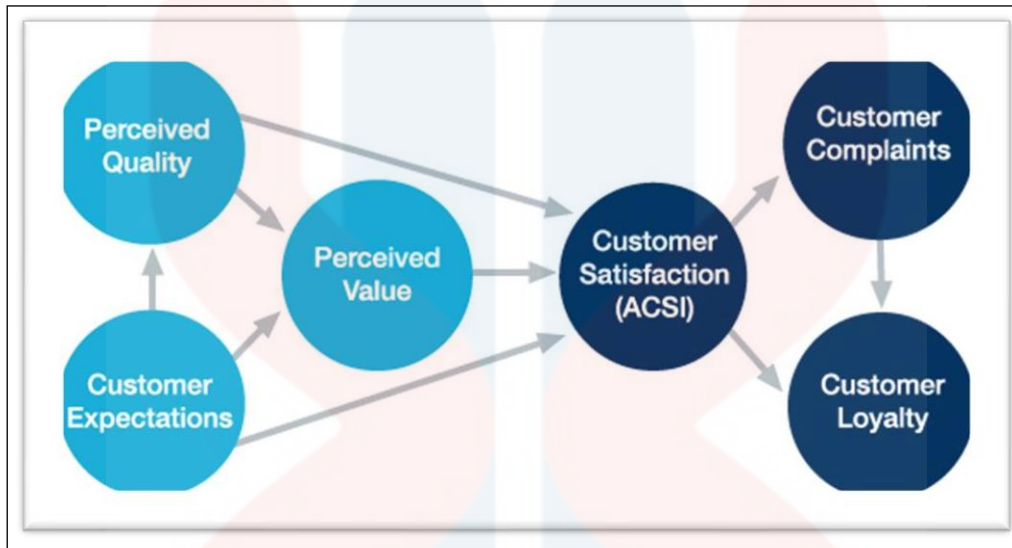 Perceived
Quality
Customer
Expectations
Perceived
Value
Customer
Satisfaction
(ACSI)
Customer
Complaints
Customer
Loyalty